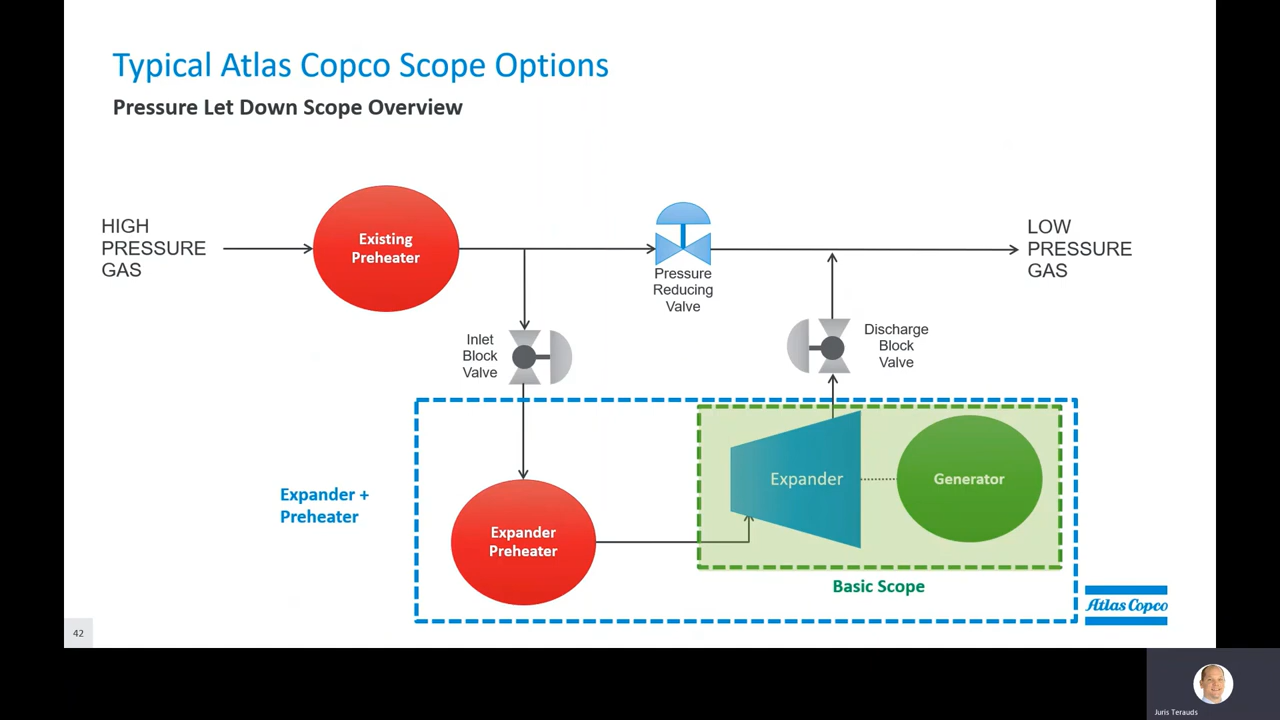 Typical Atlas Copco Scope Options
Pressure Let Down Scope Overview
HIGH
PRESSURE
GAS
Existing
Preheater
Pressure
Reducing
Valve
LOW
PRESSURE
GAS
Inlet
Block
Valve
Discharge
Block
Valve
Expander +
Preheater
Expander
Preheater
Expander
Generator
Basic Scope
Atlas Copco
42
Juris Terauds